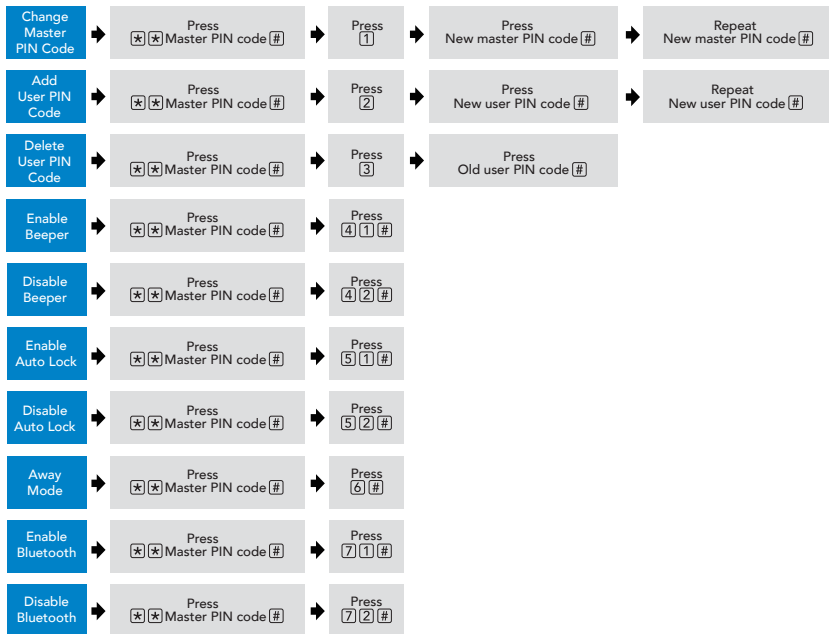 Change
Master
PIN Code
Press
**Master PIN code#
Press
1
Press
New master PIN code#
Repeat
New master PIN code#
Add
User PIN
Code
Press
**Master PIN code#
Press
2
Press
New user PIN code#
Repeat
New user PIN code#
Delete
User PIN
Code
Press
**Master PIN code#
Press
3
Press
Old user PIN code#
Enable
Beeper
Press
**Master PIN code#
Press
41#
Disable
Beeper
Press
**Master PIN code#
Press
42#
Enable
Auto Lock
Press
**Master PIN code#
Press
51#
Disable
Auto Lock
Press
**Master PIN code#
Press
52#
Away
Mode
Press
**Master PIN code#
Press
6#
Enable
Bluetooth
Press
**Master PIN code#
Press
71#
Disable
Bluetooth
Press
**Master PIN code#
Press
72#